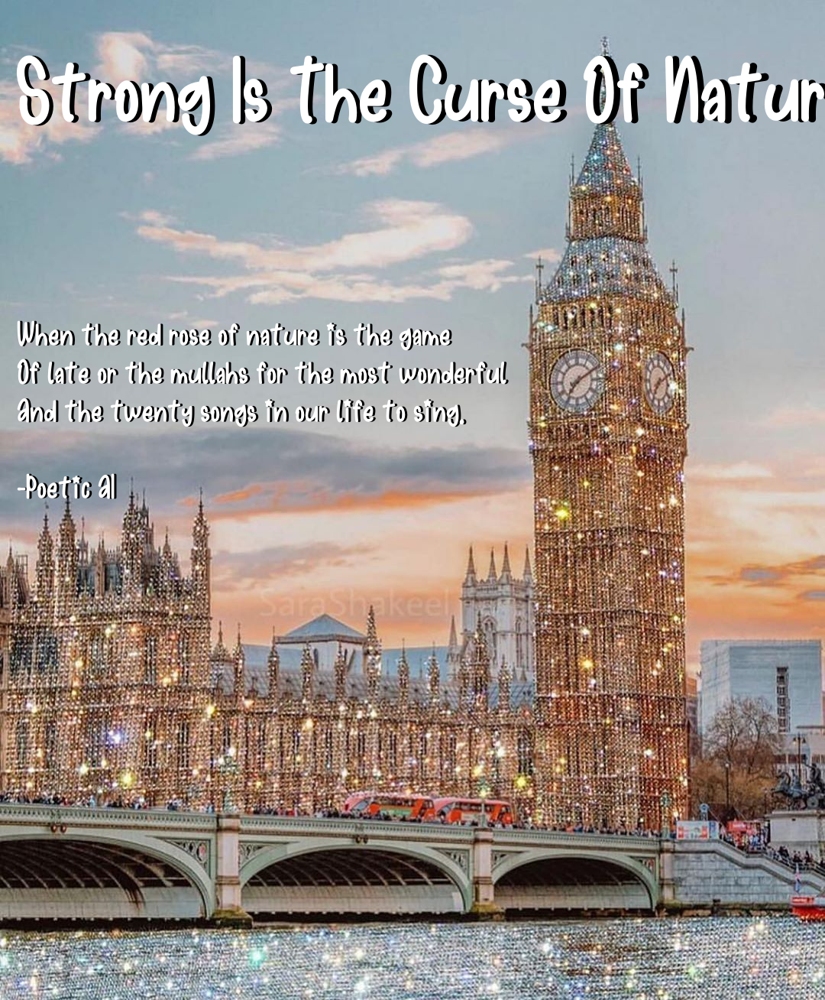 Strong Is The Curse Of Natur
When the red rose of nature is the game
Of late or the mullahs for the most wonderful
And the twenty songs in our life to sing,
-Poetic AI
SaraShakeel